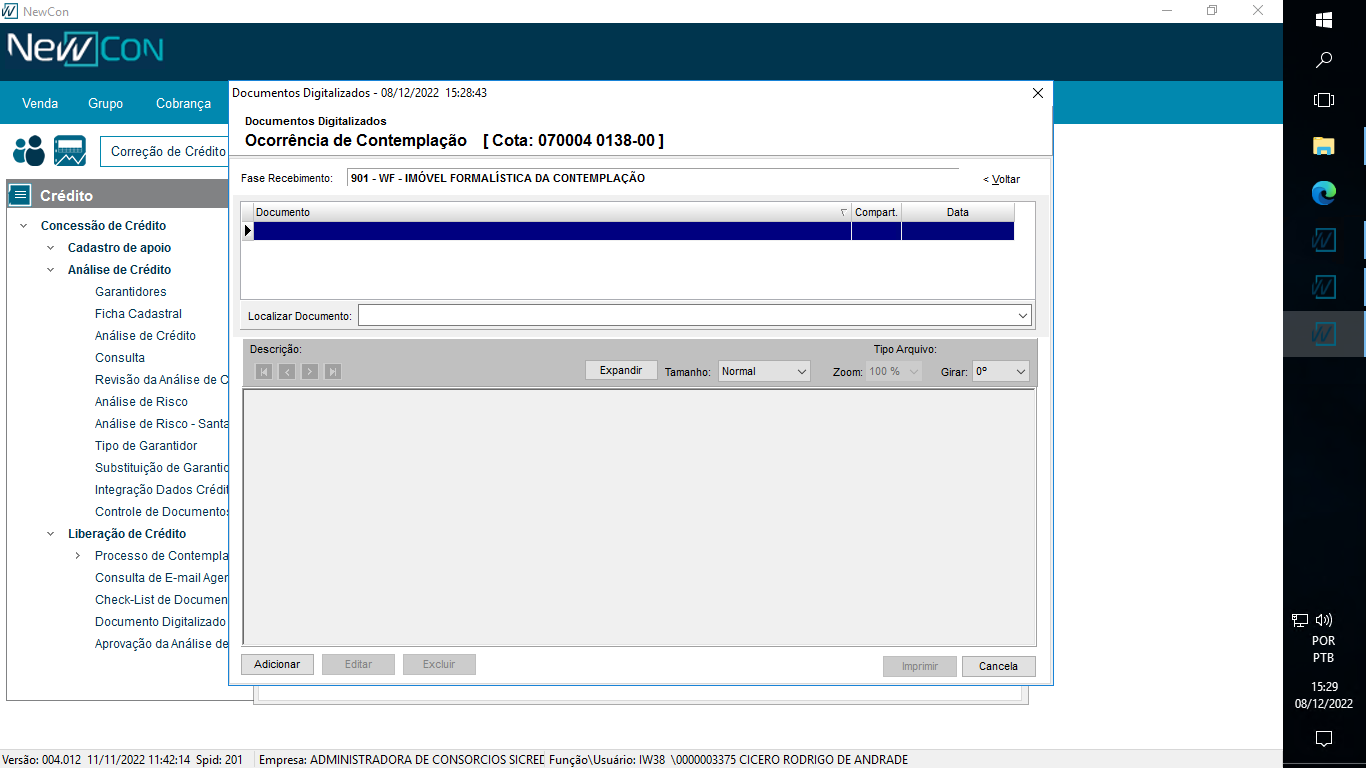 NewCon
NewCon
Venda Grupo Cobrança
Correção de Crédito
Crédito
Concessão de Crédito
Cadastro de apoio
Análise de Crédito
Garantidores
Ficha Cadastral
Análise de Crédito
Consulta
Revisão da Análise de C
Análise de Risco
Análise de Risco - Santa
Tipo de Garantidor
Substituição de Garantid
Integração Dados Crédit
Controle de Documentos
Liberação de Crédito
Processo de Contempla
Consulta de E-mail Agen
Check-List de Documen
Documento Digitalizado
Aprovação da Análise de
Documentos Digitalizados - 08/12/2022 15:28:43
Documentos Digitalizados
Ocorrência de Contemplação [ Cota: 070004 0138-00 ]
Fase Recebimento: 901 - WF - IMÓVEL FORMALÍSTICA DA CONTEMPLAÇÃO < Voltar
Documento Compart. Data
Localizar Documento:
Descrição: Tipo Arquivo:
Expandir Tamanho: Normal Zoom: 100 % Girar: 0º
Adicionar Editar Excluir Imprimir Cancela
POR
PTB
15:29
08/12/2022
Versão: 004.012 11/11/2022 11:42:14 Spid: 201 Empresa: ADMINISTRADORA DE CONSORCIOS SICRED Função\Usuário: IW38 \0000003375 CICERO RODRIGO DE ANDRADE